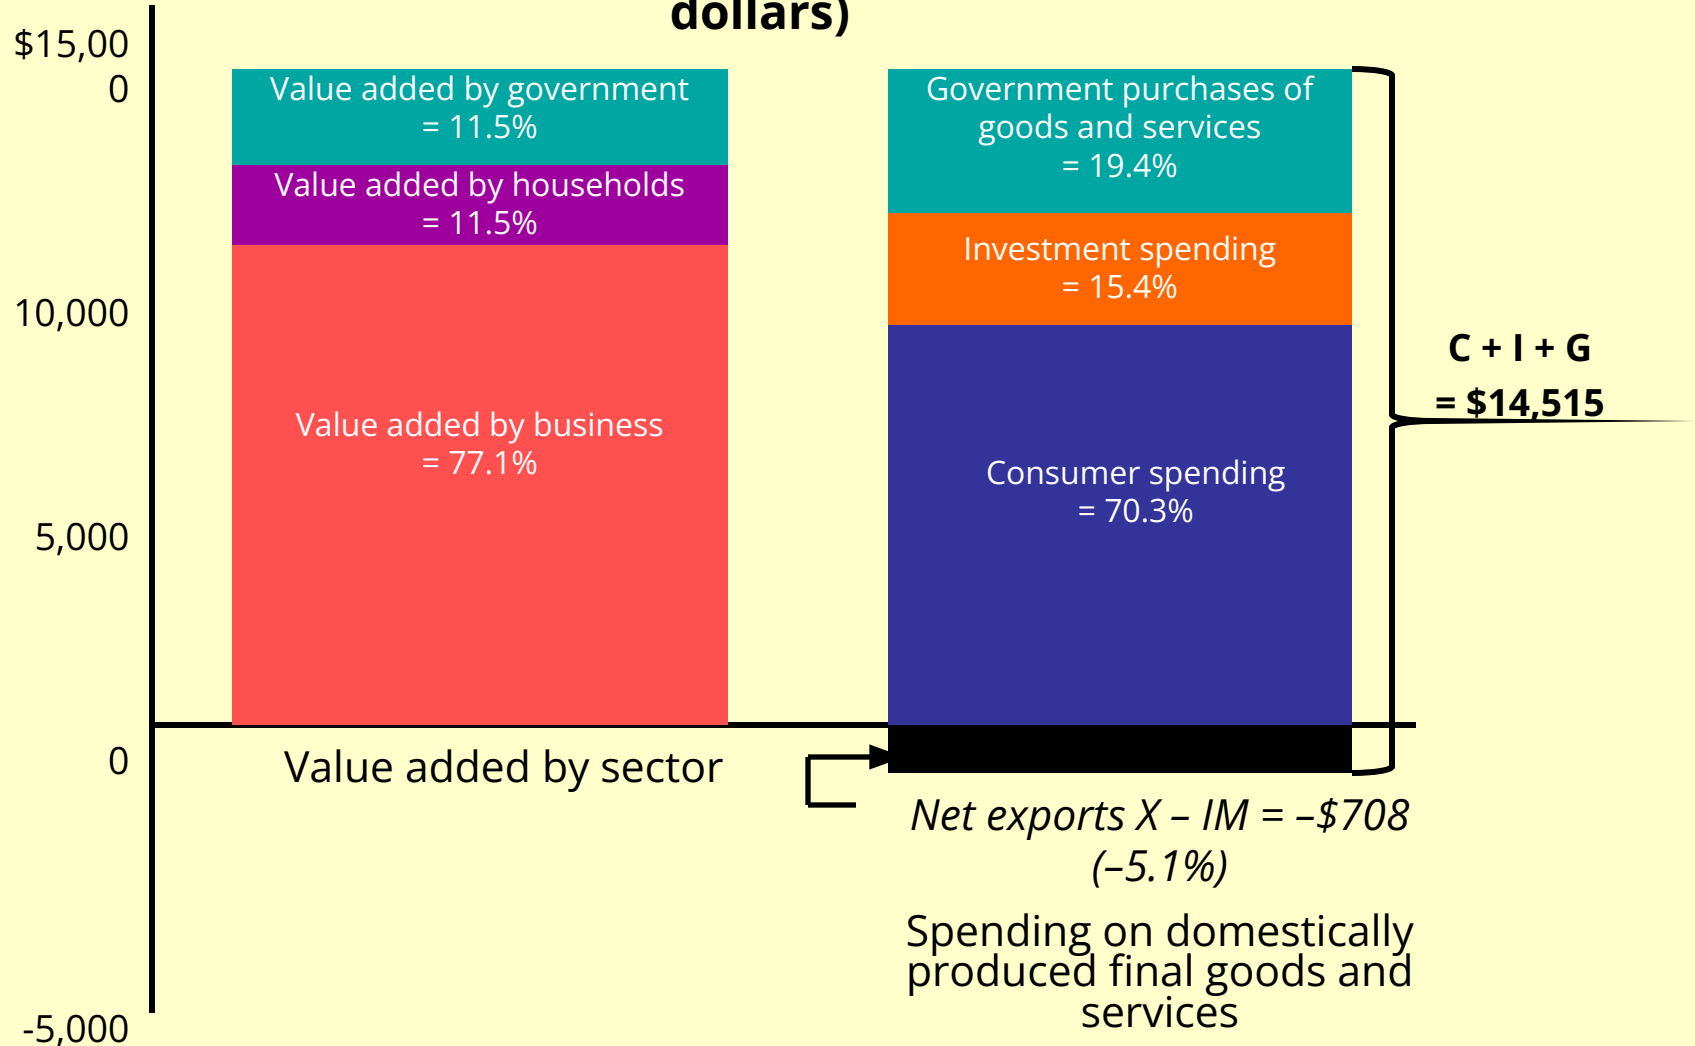 dollars)
$15,00
0
10,000
5,000
0
-5,000
Value added by government
= 11.5%
Value added by households
= 11.5%
Value added by business
= 77.1%
Value added by sector
Government purchases of
goods and services
= 19.4%
Investment spending
= 15.4%
Consumer spending
= 70.3%
C + I + G
= $14,515
Net exports X – IM = –$708
(–5.1%)
Spending on domestically
produced final goods and
services